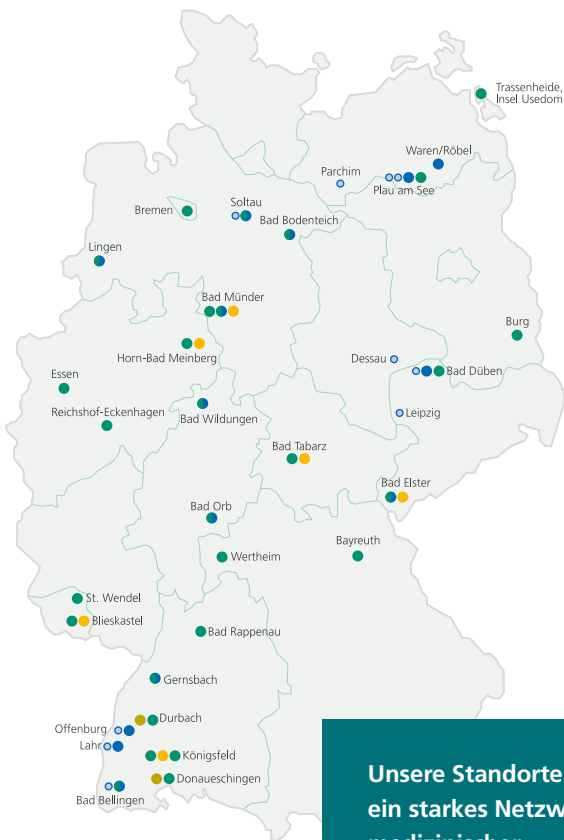 Trassenheide,
Insel Usedom
Waren/Röbel
Parchim
Plau am See
Soltau
Bremen
Bad Bodenteich
Lingen
Bad Münder
Burg
Horn-Bad Meinberg
Dessau
Bad Düben
Essen
Leipzig
Reichshof-Eckenhagen
Bad Wildungen
Bad Tabarz
Bad Elster
Bad Orb
Bayreuth
Wertheim
St. Wendel
Blieskastel
Bad Rappenau
Gernsbach
Durbach
Offenburg
Lahr
Königsfeld
Donaueschingen
Bad Bellingen
Unsere Standorte
ein starkes Netzw